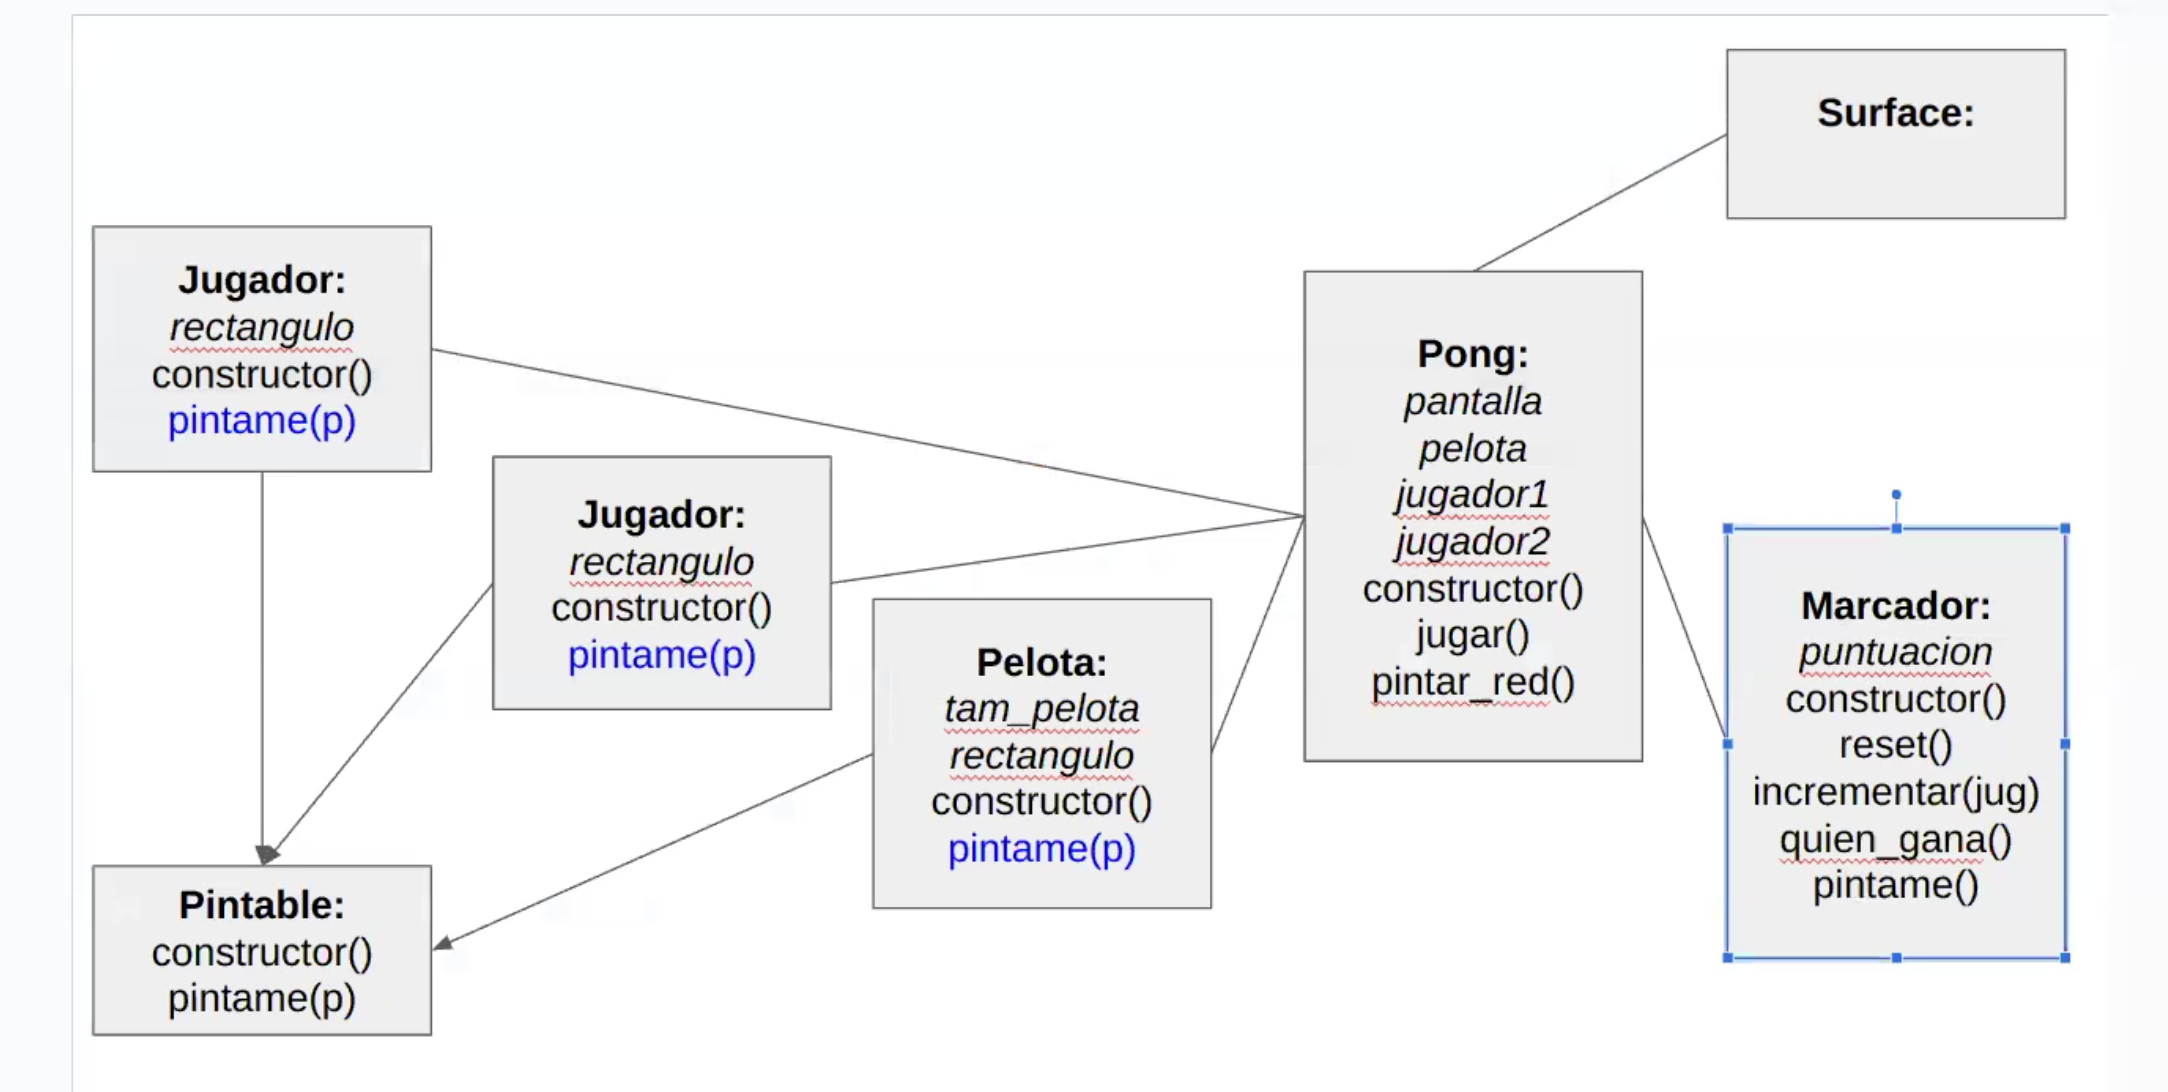 Surface:
Jugador:
rectangulo
constructor()
pintame(p)
Jugador:
rectangulo
constructor()
pintame(p)
Pelota:
tam_pelota
rectangulo
constructor()
pintame(p)
Pong:
pantalla
pelota
jugador1
jugador2
constructor()
jugar()
pintar_red()
Marcador:
puntuacion
constructor()
reset()
incrementar(jug)
quien_gana()
pintame()
Pintable:
constructor()
pintame(p)